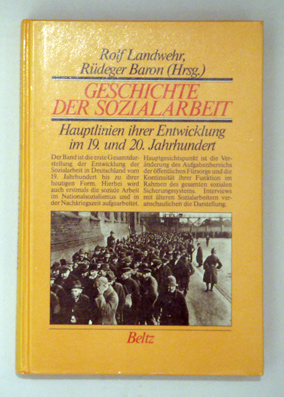 Rolf Landwehr,
Rüdeger Baron (Hrsg.)
GESCHICHTE
DER SOZIALARBEIT
Hauptlinien ihrer Entwicklung
im 19. und 20. Jahrhundert
Der Band ist die erste Gesamtdar-
stellung der Entwicklung der
Sozialarbeit in Deutschland vom
19. Jahrhundert bis zu ihrer
heutigen Form. Hierbei wird
auch erstmals die soziale Arbeit
im Nationalsozialismus und in
der Nachkriegszeit aufgearbeitet.
Hauptgesichtspunkt ist die Ver-
änderung des Aufgabenbereichs
der öffentlichen Fürsorge und die
Kontinuität ihrer Funktion im
Rahmen des gesamten sozialen
Sicherungssystems. Interviews
mit älteren Sozialarbeitern ver-
anschaulichen die Darstellung.
Beltz